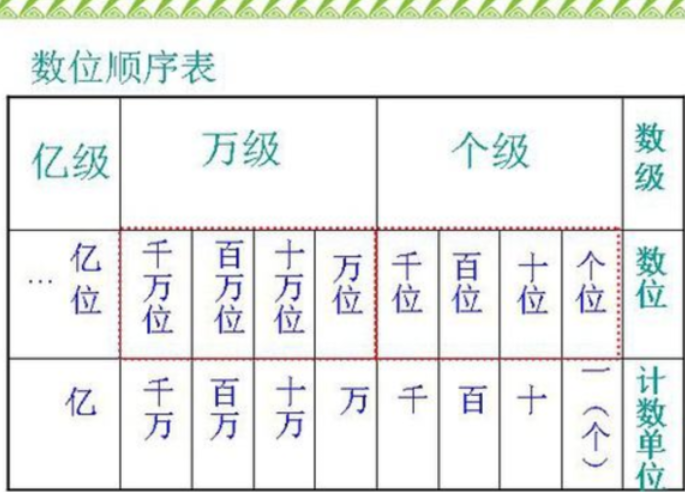 数位顺序表
亿级 万级 个级 数级
… 亿位 千万位 百万位 十万位 万位 千位 百位 十位 个位 数位
亿 千万 百万 十万 万 千 百 十 一（个） 计数单位